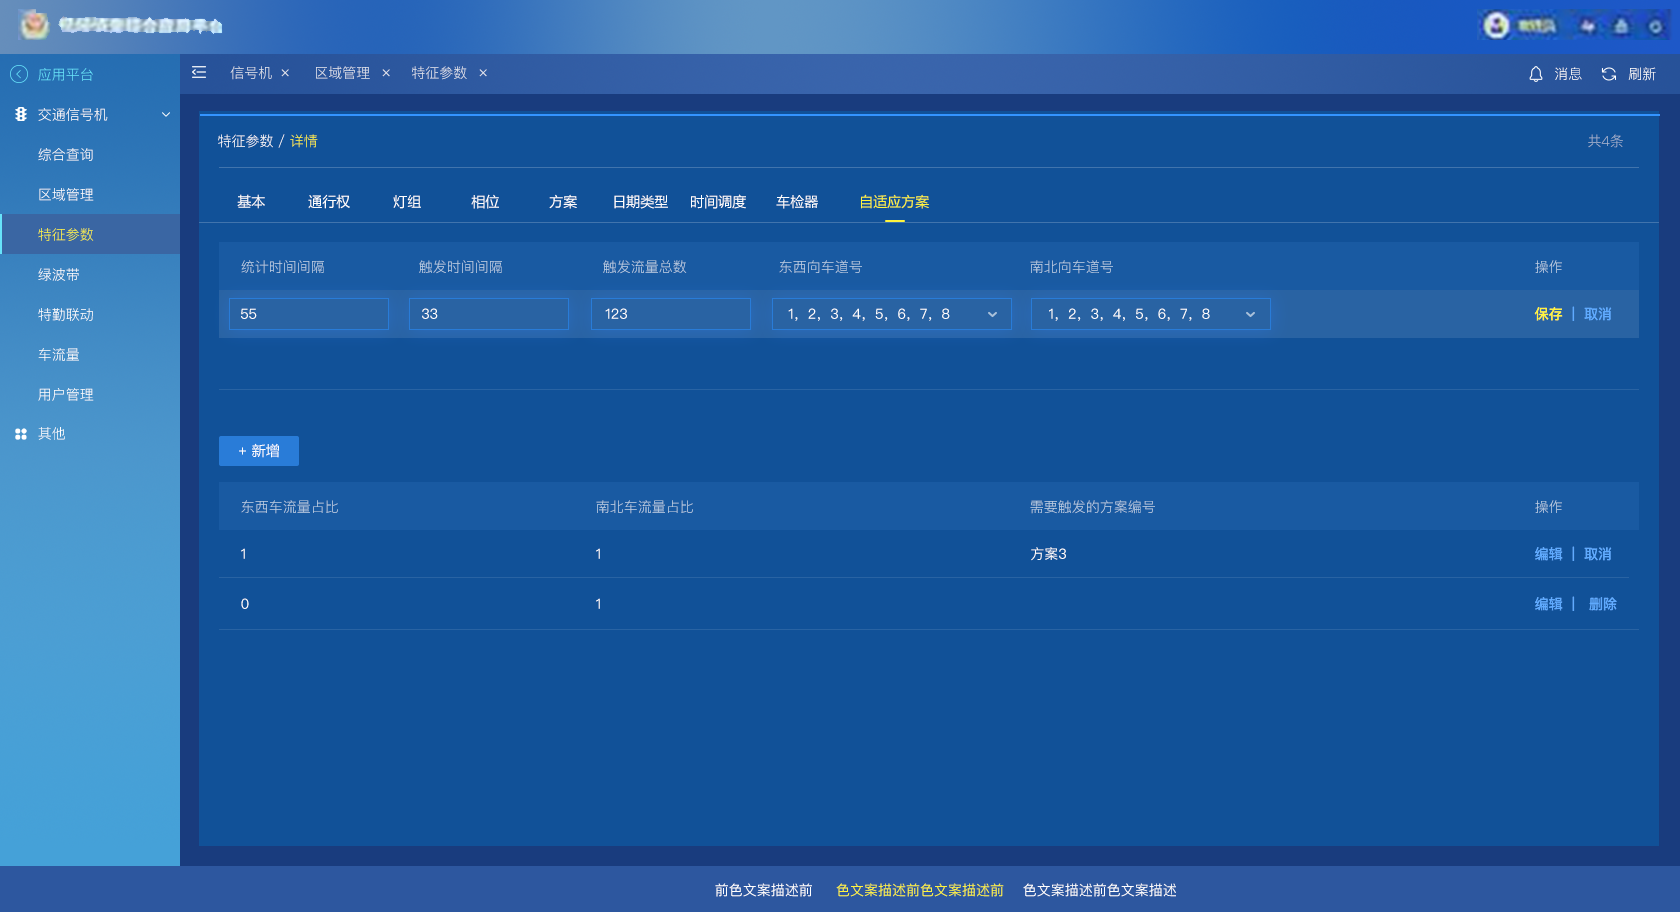 应用平台
交通信号机
综合查询
区域管理
特征参数
绿波带
特勤联动
车流量
用户管理
其他
信号机 × 区域管理 × 特征参数 ×
消息 刷新
特征参数 / 详情
共4条
基本 通行权 灯组 相位 方案 日期类型 时间调度 车检器 自适应方案
统计时间间隔 触发时间间隔 触发流量总数 东西向车道号 南北向车道号 操作
55 33 123 1, 2, 3, 4, 5, 6, 7, 8 1, 2, 3, 4, 5, 6, 7, 8 保存 | 取消
+ 新增
东西车流量占比 南北车流量占比 需要触发的方案编号 操作
1 1 方案3 编辑 | 取消
0 1 编辑 | 删除
前色文案描述前 色文案描述前色文案描述前 色文案描述前色文案描述